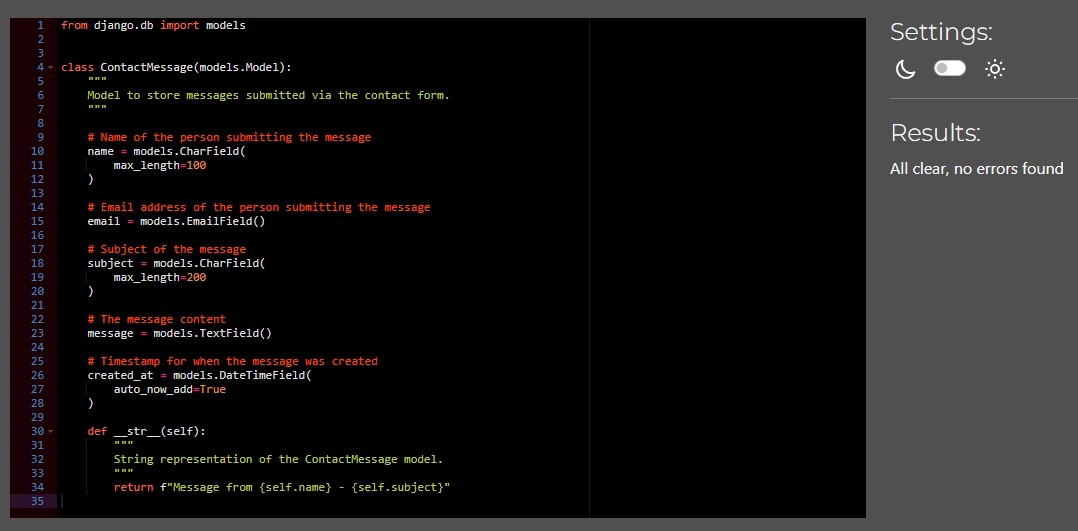 1 from django.db import models
2
3
4 class ContactMessage(models.Model):
5     """
6     Model to store messages submitted via the contact form.
7     """
8
9     # Name of the person submitting the message
10     name = models.CharField(
11         max_length=100
12     )
13
14     # Email address of the person submitting the message
15     email = models.EmailField()
16
17     # Subject of the message
18     subject = models.CharField(
19         max_length=200
20     )
21
22     # The message content
23     message = models.TextField()
24
25     # Timestamp for when the message was created
26     created_at = models.DateTimeField(
27         auto_now_add=True
28     )
29
30     def __str__(self):
31         """
32         String representation of the ContactMessage model.
33         """
34         return f"Message from {self.name} - {self.subject}"
35
Settings:
Results:
All clear, no errors found